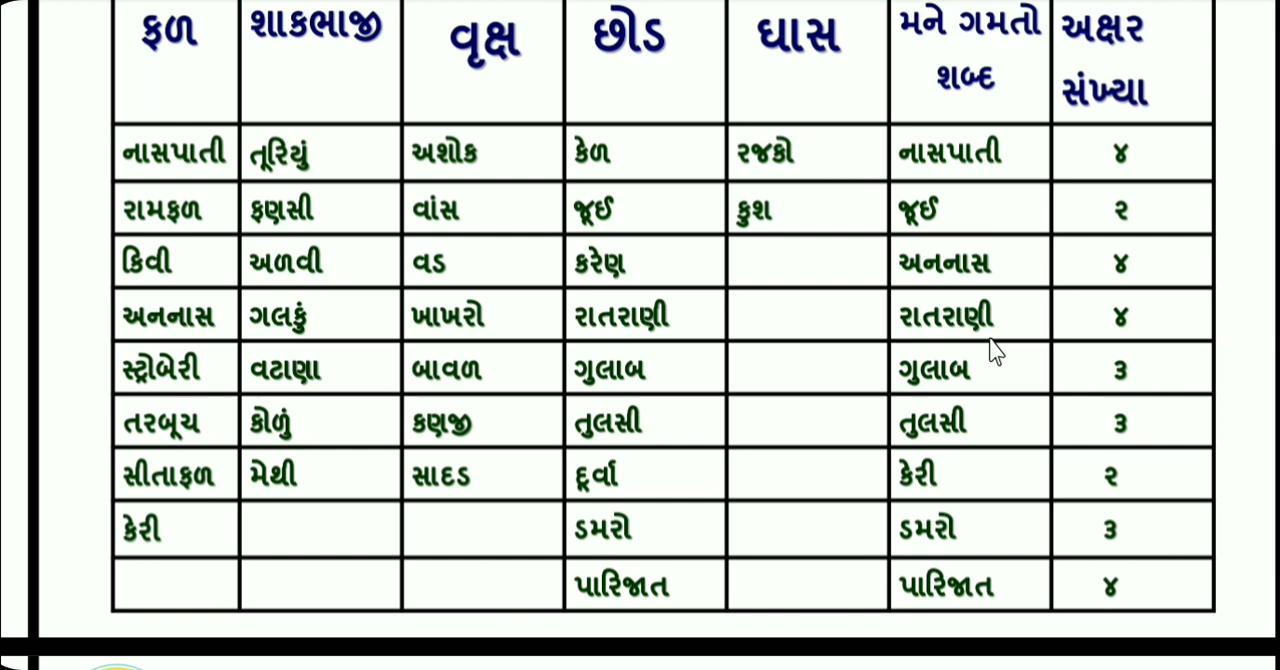 ફળ શાકભાજી વૃક્ષ છોડ ઘાસ મને ગમતો શબ્દ અક્ષર સંખ્યા
નાસપાતી તૂરિયું અશોક કેળ રજકો નાસપાતી ૪
રામફળ ફણસી વાંસ જૂઈ કુશ જૂઈ ૨
કિવી અળવી વડ કરેણ અનનાસ ૪
અનનાસ ગલકું ખાખરો રાતરાણી રાતરાણી ૪
સ્ટ્રોબેરી વટાણા બાવળ ગુલાબ ગુલાબ ૩
તરબૂચ કોળું કણજી તુલસી તુલસી ૩
સીતાફળ મેથી સાદડ દૂર્વા કેરી ૨
કેરી ડમરો ડમરો ૩
પારિજાત પારિજાત ૪